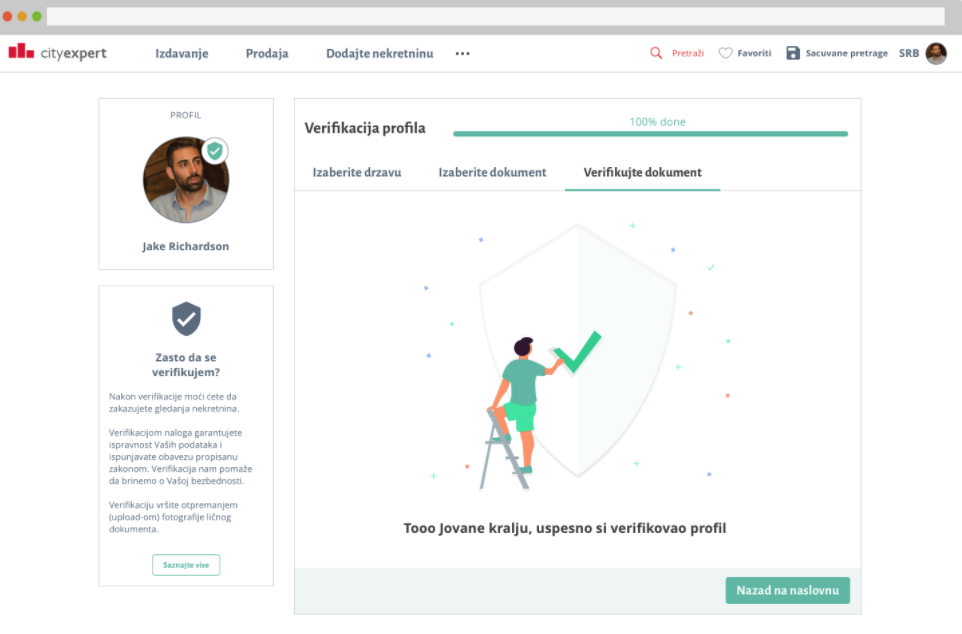 cityexpert
Izdavanje
Prodaja
Dodajte nekretninu
Pretraži
Favoriti
Sacuvane pretrage
SRB
PROFIL
Jake Richardson
Zasto da se
verifikujem?
Nakon verifikacije moći ćete da
zakazujete gledanja nekretnina.
Verifikacijom naloga garantujete
ispravnost Vaših podataka i
ispunjavate obavezu propisanu
zakonom. Verifikacija nam pomaže
da brinemo o Vašoj bezbednosti.
Verifikaciju vršite otpremanjem
(upload-om) fotografije ličnog
dokumenta.
Saznajte vise
Verifikacija profila
100% done
Izaberite drzavu
Izaberite dokument
Verifikujte dokument
Tooo Jovane kralju, uspesno si verifikovao profil
Nazad na naslovnu